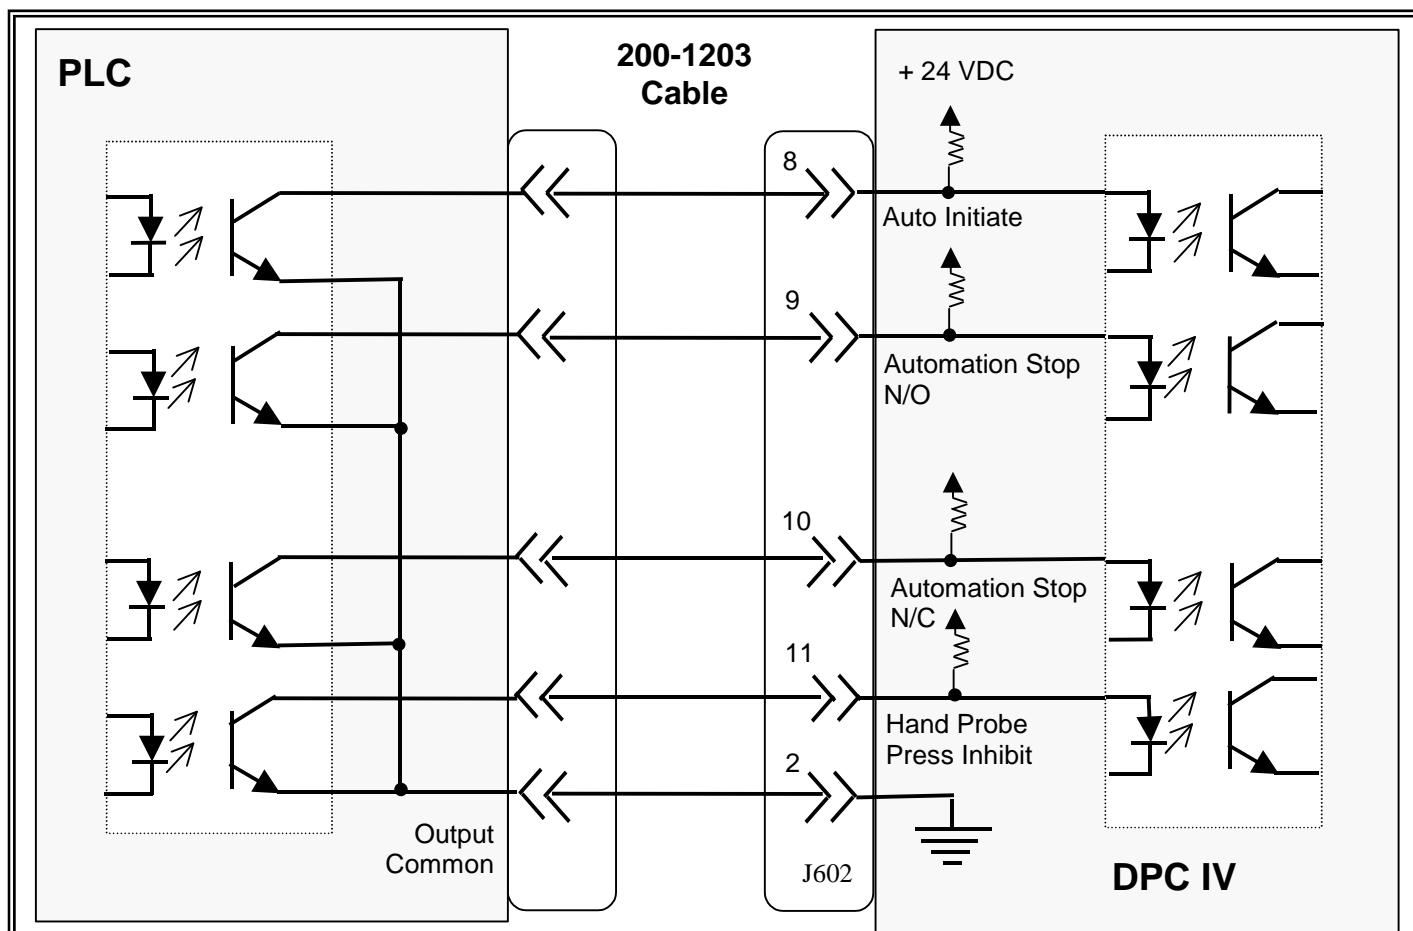 PLC
200-1203
Cable
+ 24 VDC
8
Auto Initiate
9
Automation Stop
N/O
10
Automation Stop
N/C
11
Hand Probe
Press Inhibit
2
Output
Common
J602
DPC IV